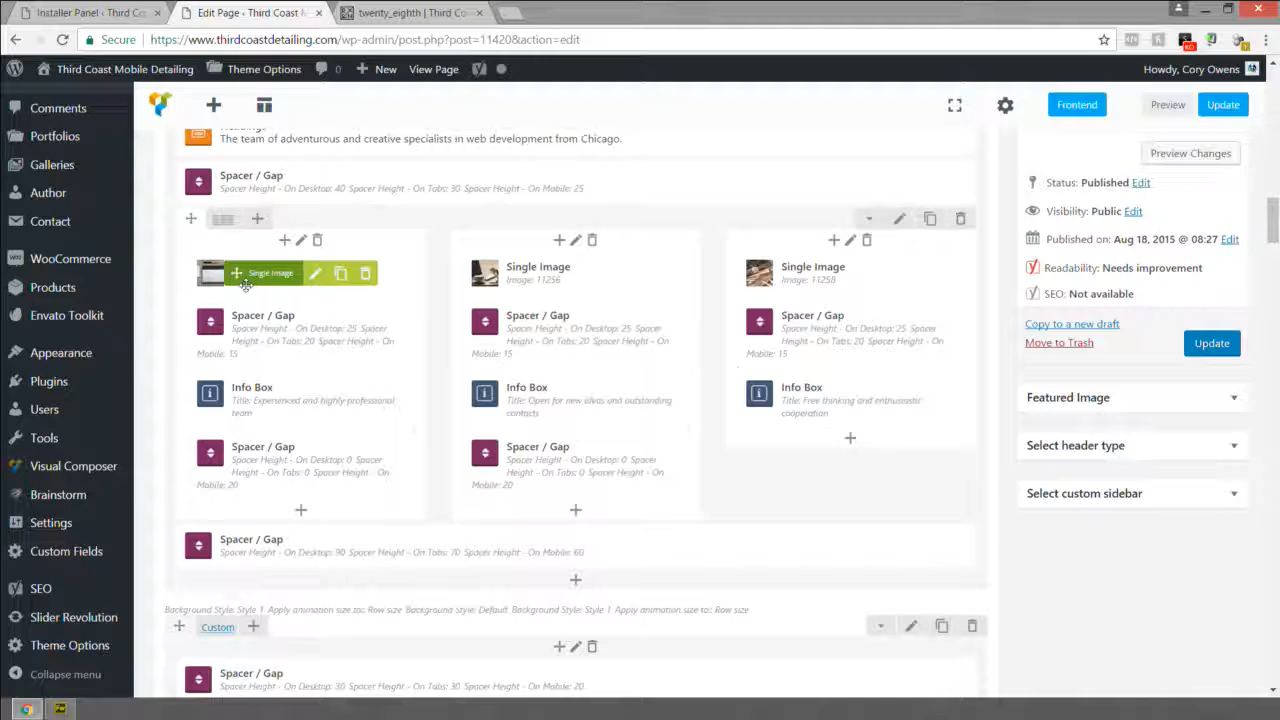 Installer Panel ‹ Third Co
Edit Page ‹ Third Coast M
twenty_eighth | Third Co
Secure
https://www.thirdcoastdetailing.com/wp-admin/post.php?post=11420&action=edit
Third Coast Mobile Detailing
Theme Options
0
New
View Page
Howdy, Cory Owens
Comments
Portfolios
Galleries
Author
Contact
WooCommerce
Products
Envato Toolkit
Appearance
Plugins
Users
Tools
Visual Composer
Brainstorm
Settings
Custom Fields
SEO
Slider Revolution
Theme Options
Collapse menu
Frontend
Preview
Update
The team of adventurous and creative specialists in web development from Chicago.
Spacer / Gap
Spacer Height - On Desktop: 40 Spacer Height - On Tabs: 30 Spacer Height - On Mobile: 25
Single Image
Spacer / Gap
Spacer Height - On Desktop: 25 Spacer
Height - On Tabs: 20 Spacer Height - On
Mobile: 15
Info Box
Title: Experienced and highly-professional
team
Spacer / Gap
Spacer Height - On Desktop: 0 Spacer
Height - On Tabs: 0 Spacer Height - On
Mobile: 20
Single Image
Image: 11256
Spacer / Gap
Spacer Height - On Desktop: 25 Spacer
Height - On Tabs: 20 Spacer Height - On
Mobile: 15
Info Box
Title: Open for new ideas and outstanding
contacts
Spacer / Gap
Spacer Height - On Desktop: 0 Spacer
Height - On Tabs: 0 Spacer Height - On
Mobile: 20
Single Image
Image: 11258
Spacer / Gap
Spacer Height - On Desktop: 25 Spacer
Height - On Tabs: 20 Spacer Height - On
Mobile: 15
Info Box
Title: Free thinking and enthusiastic
cooperation
Spacer / Gap
Spacer Height - On Desktop: 90 Spacer Height - On Tabs: 70 Spacer Height - On Mobile: 60
Background Style: Style 1 Apply animation size to:: Row size Background style: Default Background Style: Style 1 Apply animation size to:: Row size
Custom
Spacer / Gap
Spacer Height - On Desktop: 30 Spacer Height - On Tabs: 30 Spacer Height - On Mobile: 20
Preview Changes
Status: Published Edit
Visibility: Public Edit
Published on: Aug 18, 2015 @ 08:27 Edit
Readability: Needs improvement
SEO: Not available
Copy to a new draft
Move to Trash
Update
Featured Image
Select header type
Select custom sidebar